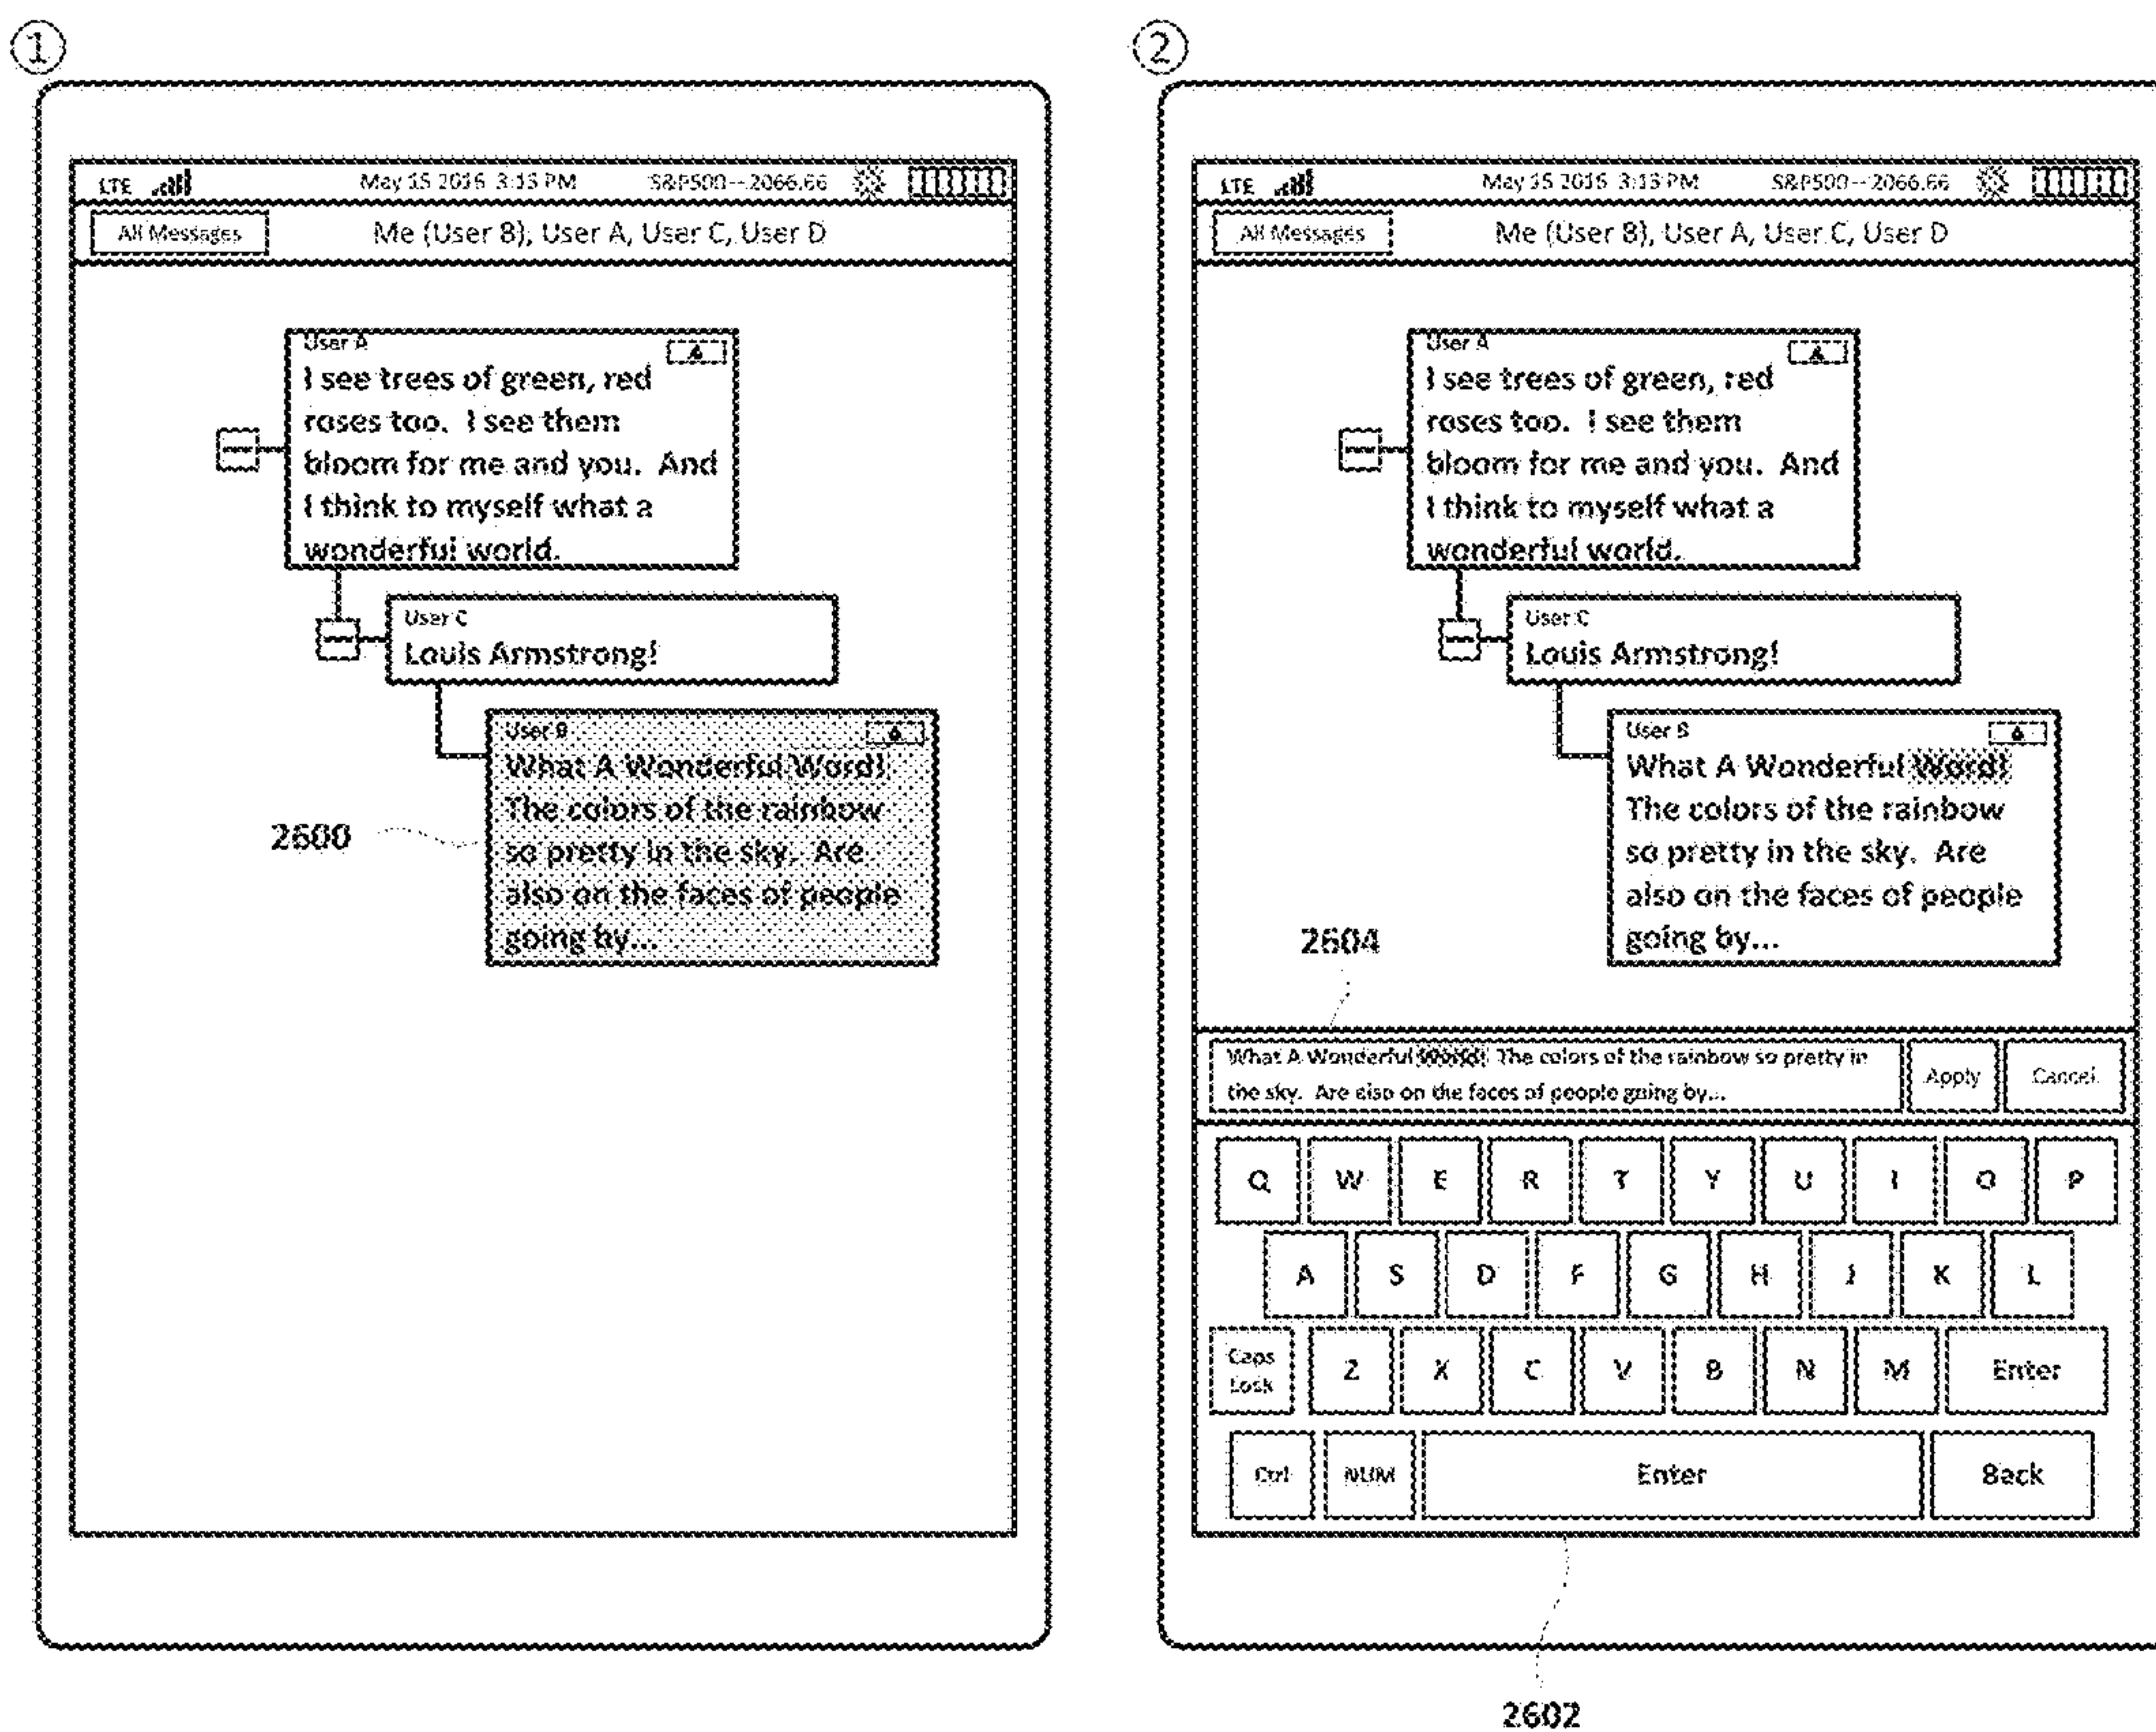 1
LTE May 15 2016 3:15 PM S&P500--2066.66
All Messages Me (User B), User A, User C, User D
User A
I see trees of green, red
roses too. I see them
bloom for me and you. And
I think to myself what a
wonderful world.
User C
Louis Armstrong!
User B
What A Wonderful Word!
The colors of the rainbow
so pretty in the sky. Are
also on the faces of people
going by...
2600
2
LTE May 15 2016 3:15 PM S&P500--2066.66
All Messages Me (User B), User A, User C, User D
User A
I see trees of green, red
roses too. I see them
bloom for me and you. And
I think to myself what a
wonderful world.
User C
Louis Armstrong!
User B
What A Wonderful Word!
The colors of the rainbow
so pretty in the sky. Are
also on the faces of people
going by...
2604
What A Wonderful The colors of the rainbow so pretty in
the sky. Are also on the faces of people going by...
Apply Cancel
Q W E R T Y U I O P
A S D F G H J K L
Caps
Lock
Z X C V B N M Enter
Ctrl NUM Enter Back
2602